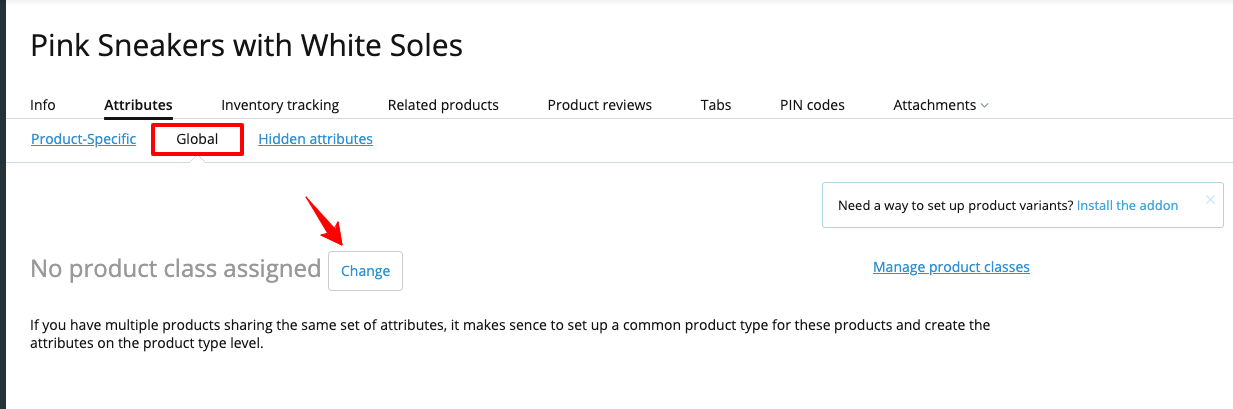 Pink Sneakers with White Soles
Info Attributes Inventory tracking Related products Product reviews Tabs PIN codes Attachments
Product-Specific Global Hidden attributes
Need a way to set up product variants? Install the addon
No product class assigned Change Manage product classes
If you have multiple products sharing the same set of attributes, it makes sence to set up a common product type for these products and create the
attributes on the product type level.